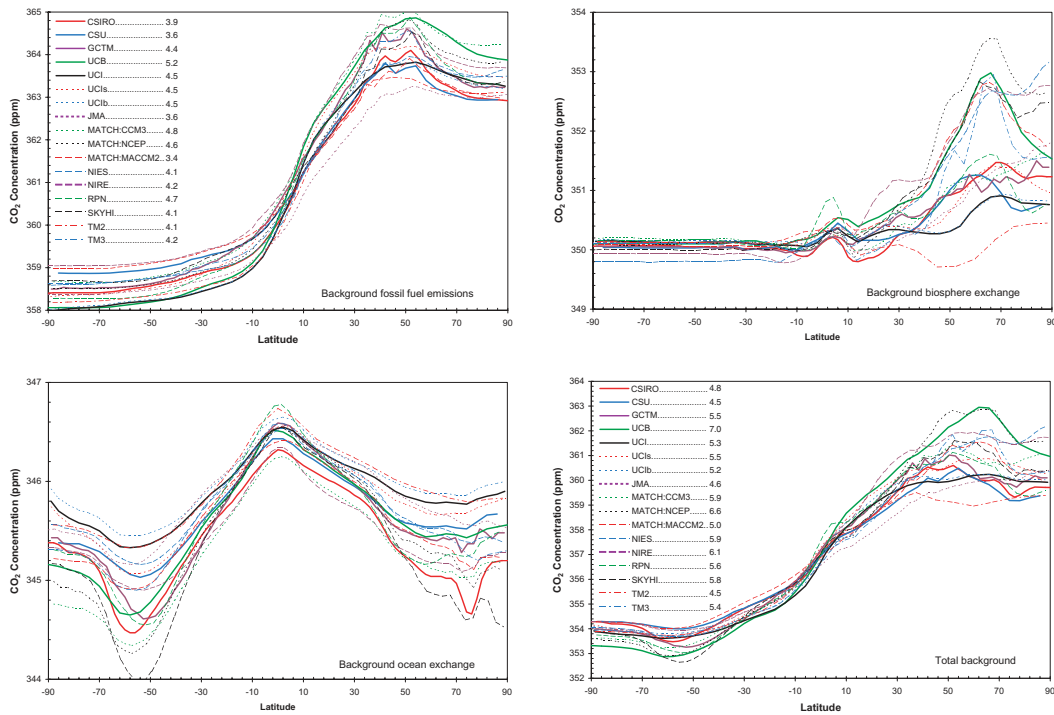 CO2 Concentration (ppm)
365
364
363
362
361
360
359
358
CSIRO 3.9
CSU 3.6
GCTM 4.4
UCB 5.2
UCI 4.5
UCIs 4.5
UCIb 4.5
JMA 3.6
MATCH:CCM3 4.8
MATCH:NCEP 4.6
MATCH:MACCM2 3.4
NIES 4.1
NIRE 4.2
RPN 4.7
SKYHI 4.1
TM2 4.1
TM3 4.2
Background fossil fuel emissions
-90 -70 -50 -30 -10 10 30 50 70 90
Latitude
CO2 Concentration (ppm)
354
353
352
351
350
349
Background biosphere exchange
-90 -70 -50 -30 -10 10 30 50 70 90
Latitude
CO2 Concentration (ppm)
347
346
345
344
Background ocean exchange
-90 -70 -50 -30 -10 10 30 50 70 90
Latitude
CO2 Concentration (ppm)
364
363
362
361
360
359
358
357
356
355
354
353
352
CSIRO 4.8
CSU 4.5
GCTM 5.5
UCB 7.0
UCI 5.3
UCIs 5.5
UCIb 5.2
JMA 4.6
MATCH:CCM3 5.9
MATCH:NCEP 6.6
MATCH:MACCM2 5.0
NIES 5.9
NIRE 6.1
RPN 5.6
SKYHI 5.8
TM2 4.5
TM3 5.4
Total background
-90 -70 -50 -30 -10 10 30 50 70 90
Latitude